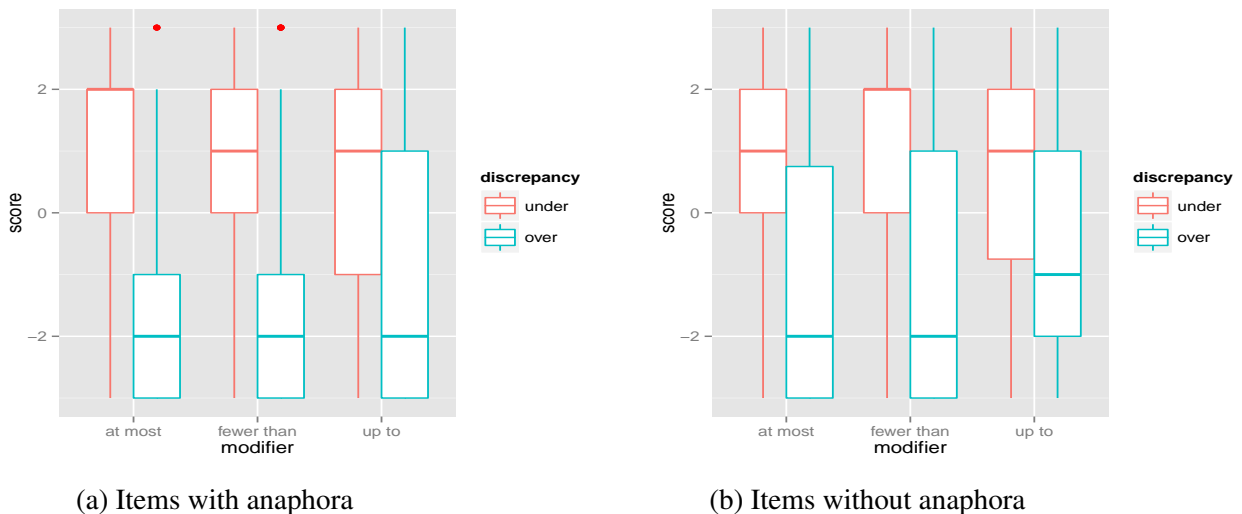 2
0
−2
score
at most
fewer than
up to
modifier
discrepancy
under
over
(a) Items with anaphora
2
0
−2
score
at most
fewer than
up to
modifier
discrepancy
under
over
(b) Items without anaphora